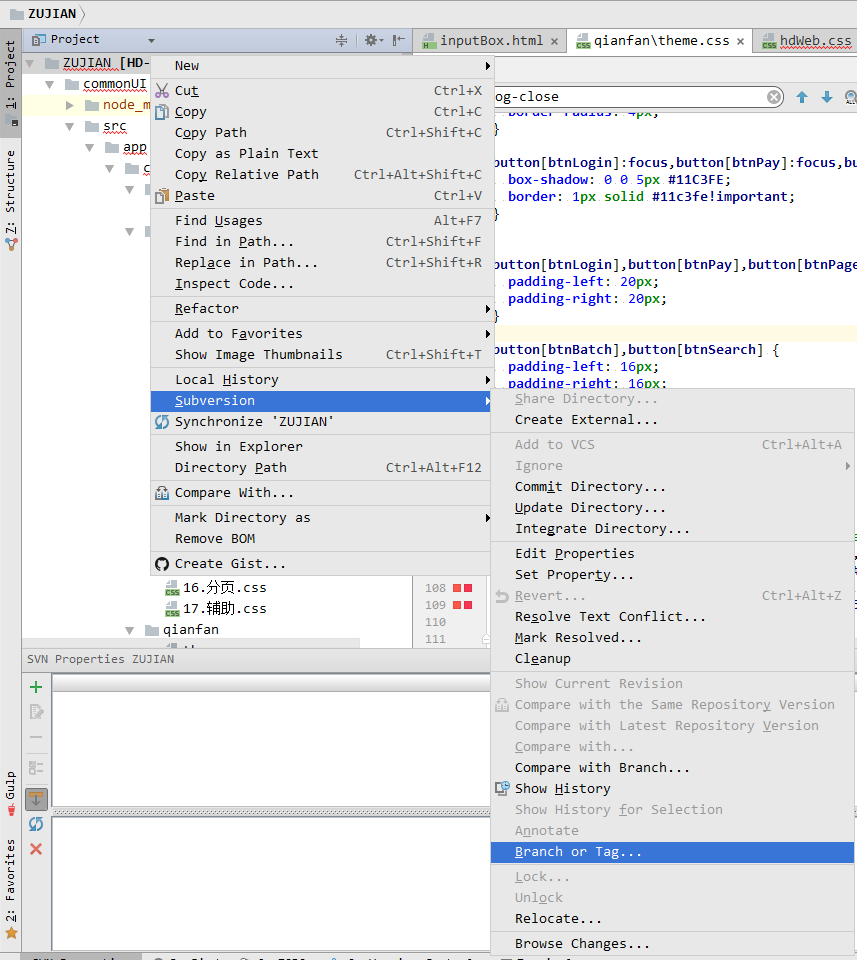 ZUJIAN
1: Project
Z: Structure
Gulp
2: Favorites
Project
inputBox.html
qianfan\theme.css
hdWeb.css
ZUJIAN [HD-
commonUI
node_m
src
app
c
New
Cut Ctrl+X
Copy Ctrl+C
Copy Path Ctrl+Shift+C
Copy as Plain Text
Copy Relative Path Ctrl+Alt+Shift+C
Paste Ctrl+V
Find Usages Alt+F7
Find in Path... Ctrl+Shift+F
Replace in Path... Ctrl+Shift+R
Inspect Code...
Refactor
Add to Favorites
Show Image Thumbnails Ctrl+Shift+T
Local History
Subversion
Synchronize 'ZUJIAN'
Show in Explorer
Directory Path Ctrl+Alt+F12
Compare With...
Mark Directory as
Remove BOM
Create Gist...
16.分页.css
17.辅助.css
qianfan
og-close
border-radius: 4px;
}
button[btnLogin]:focus,button[btnPay]:focus,bu
box-shadow: 0 0 5px #11C3FE;
border: 1px solid #11c3fe!important;
}
button[btnLogin],button[btnPay],button[btnPage
padding-left: 20px;
padding-right: 20px;
}
button[btnBatch],button[btnSearch] {
padding-left: 16px;
padding-right: 16px;
108
109
110
111
Share Directory...
Create External...
Add to VCS Ctrl+Alt+A
Ignore
Commit Directory...
Update Directory...
Integrate Directory...
Edit Properties
Set Property...
Revert... Ctrl+Alt+Z
Resolve Text Conflict...
Mark Resolved...
Cleanup
Show Current Revision
Compare with the Same Repository Version
Compare with Latest Repository Version
Compare with...
Compare with Branch...
Show History
Show History for Selection
Annotate
Branch or Tag...
Lock...
Unlock
Relocate...
Browse Changes...
SVN Properties ZUJIAN